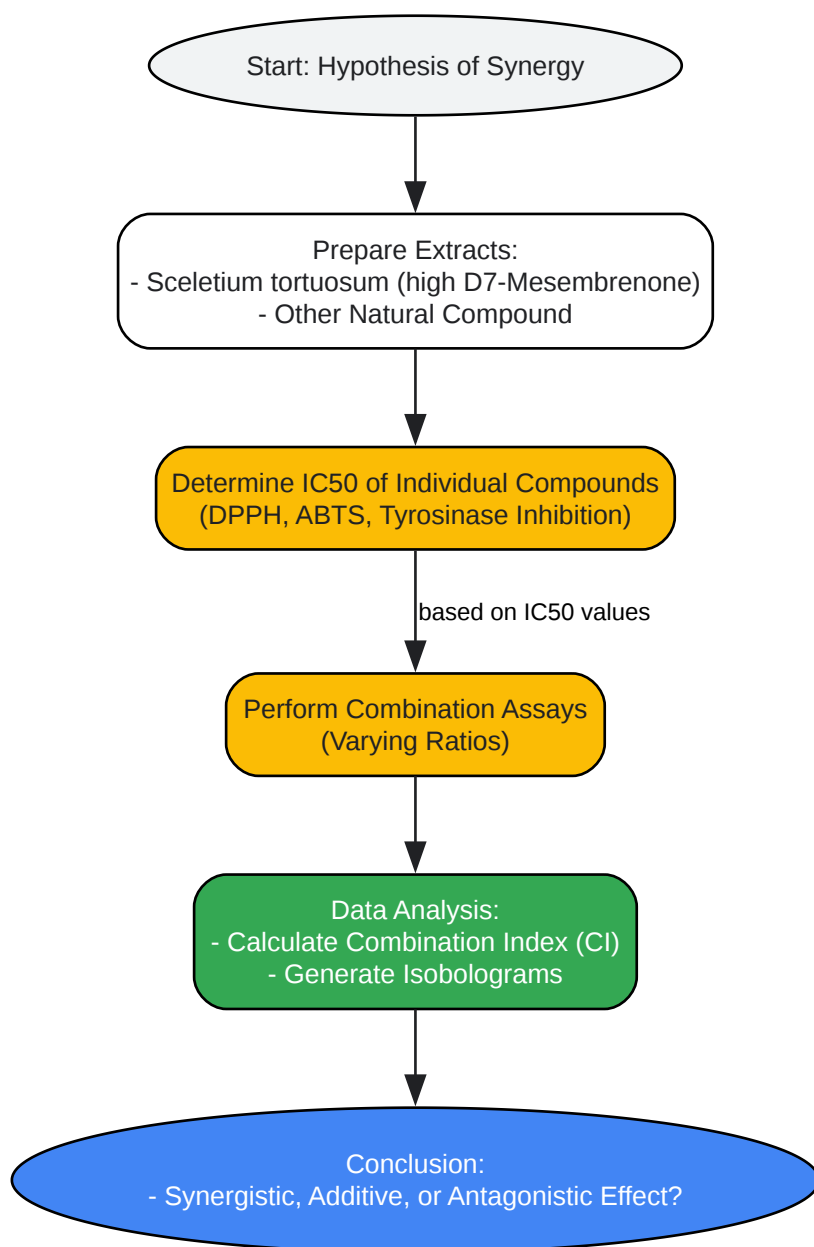 Start: Hypothesis of Synergy
Prepare Extracts:
- Sceletium tortuosum (high D7-Mesembrenone)
- Other Natural Compound
Determine IC50 of Individual Compounds
(DPPH, ABTS, Tyrosinase Inhibition)
based on IC50 values
Perform Combination Assays
(Varying Ratios)
Data Analysis:
- Calculate Combination Index (CI)
- Generate Isobolograms
Conclusion:
- Synergistic, Additive, or Antagonistic Effect?